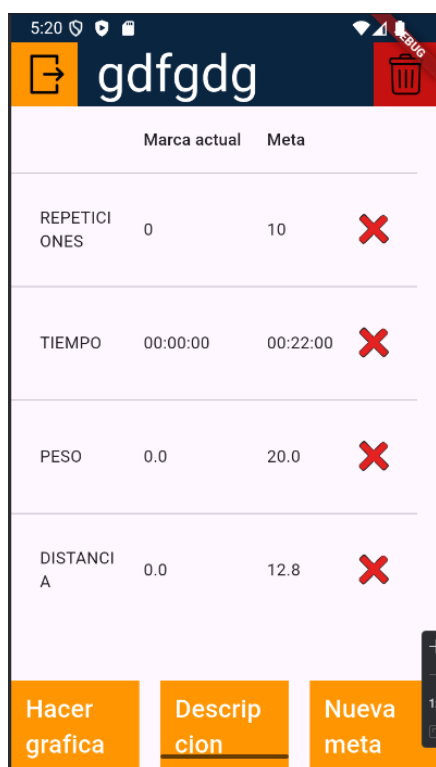 5:20
DEBUG
gdfgdg
Marca actual Meta
REPETICI
ONES
0 10
TIEMPO 00:00:00 00:22:00
PESO 0.0 20.0
DISTANCI
A
0.0 12.8
Hacer
grafica
Descrip
cion
Nueva
meta